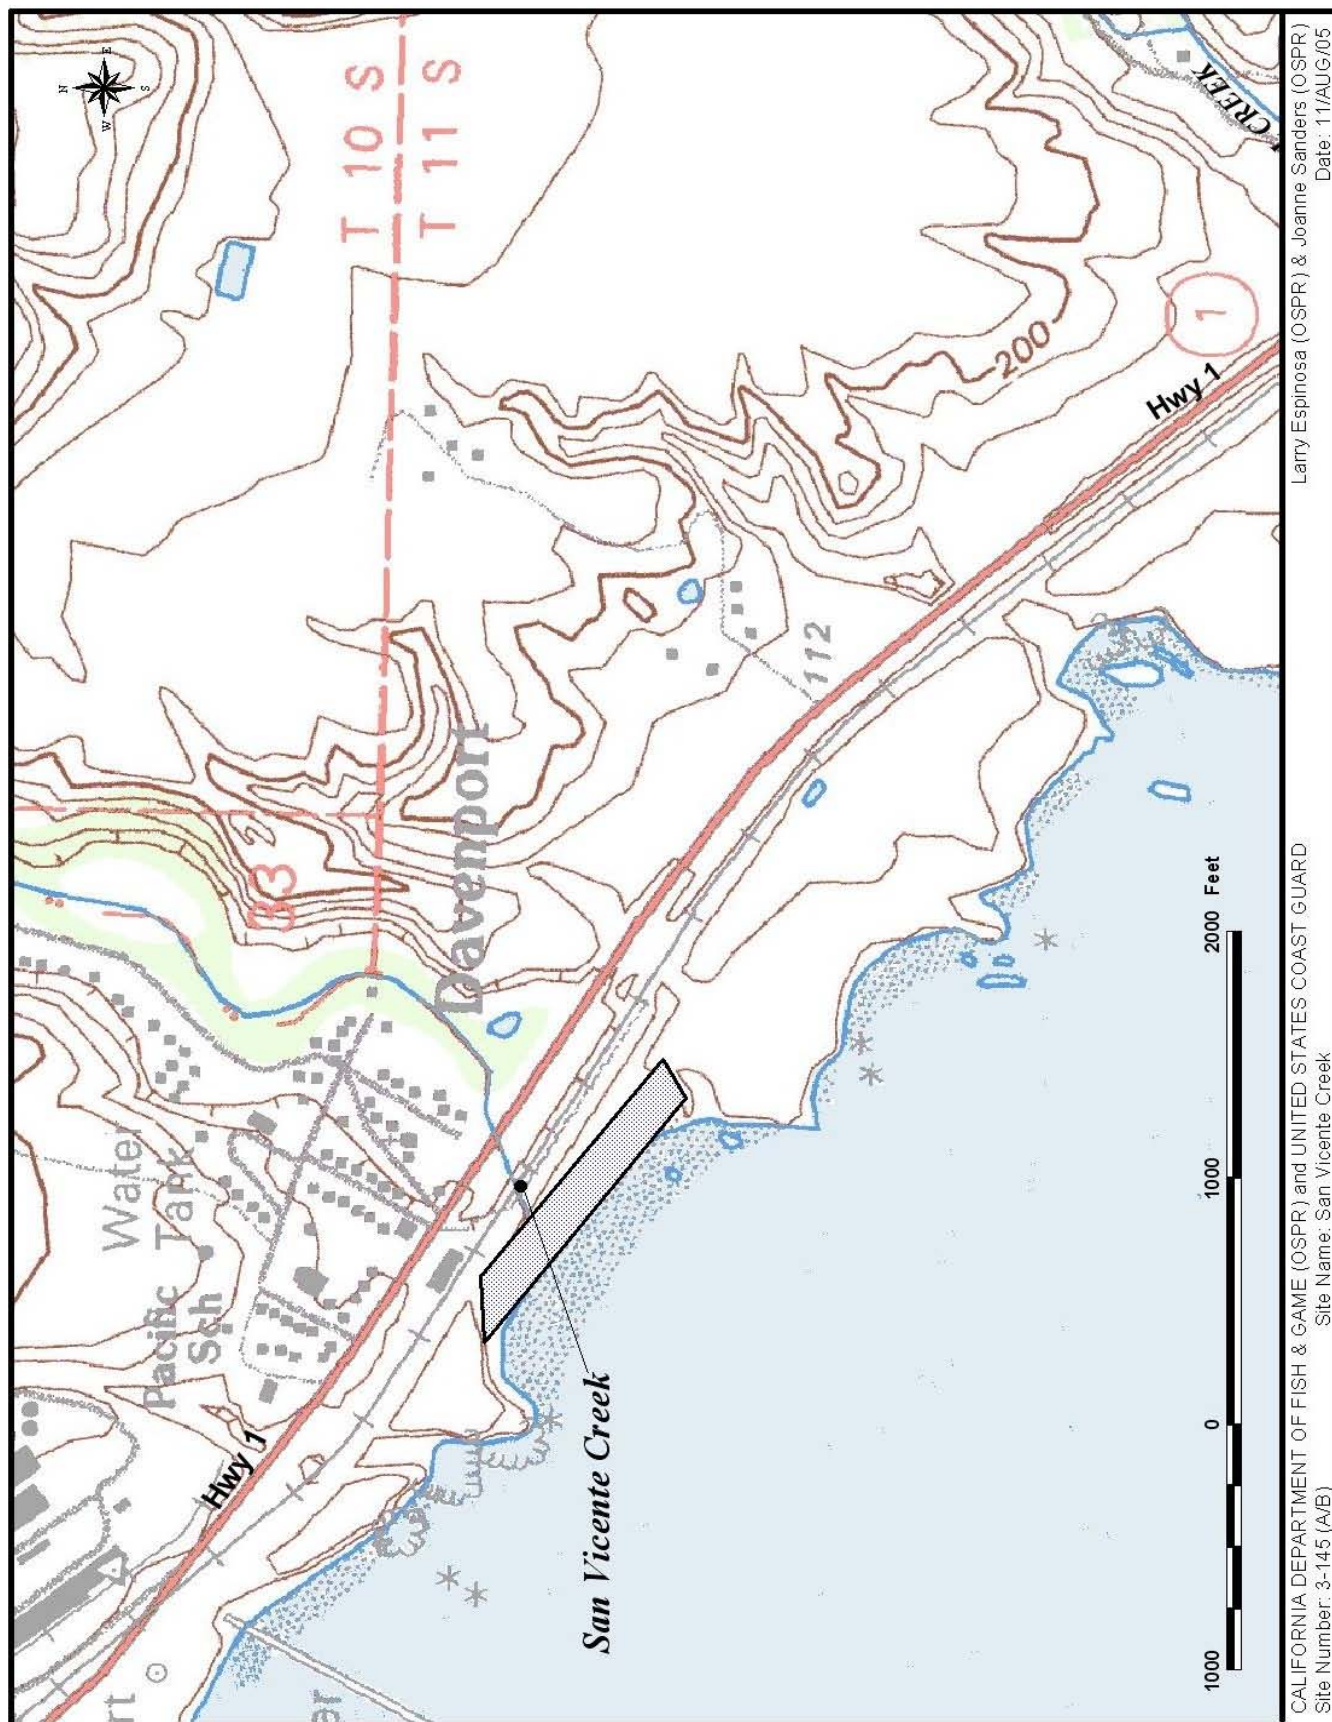 N
E
S
W
T 10 S
T 11 S
CREEK
Water
Tank
Pacific
Sch
33
2
Davenport
200
1
Hwy 1
112
Hwy 1
San Vicente Creek
1000 0 1000 2000 Feet
CALIFORNIA DEPARTMENT OF FISH & GAME (OSPR) and UNITED STATES COAST GUARD Larry Espinosa (OSPR) & Joanne Sanders (OSPR)
Site Number: 3-145 (A/B) Site Name: San Vicente Creek Date: 11/AUG/05